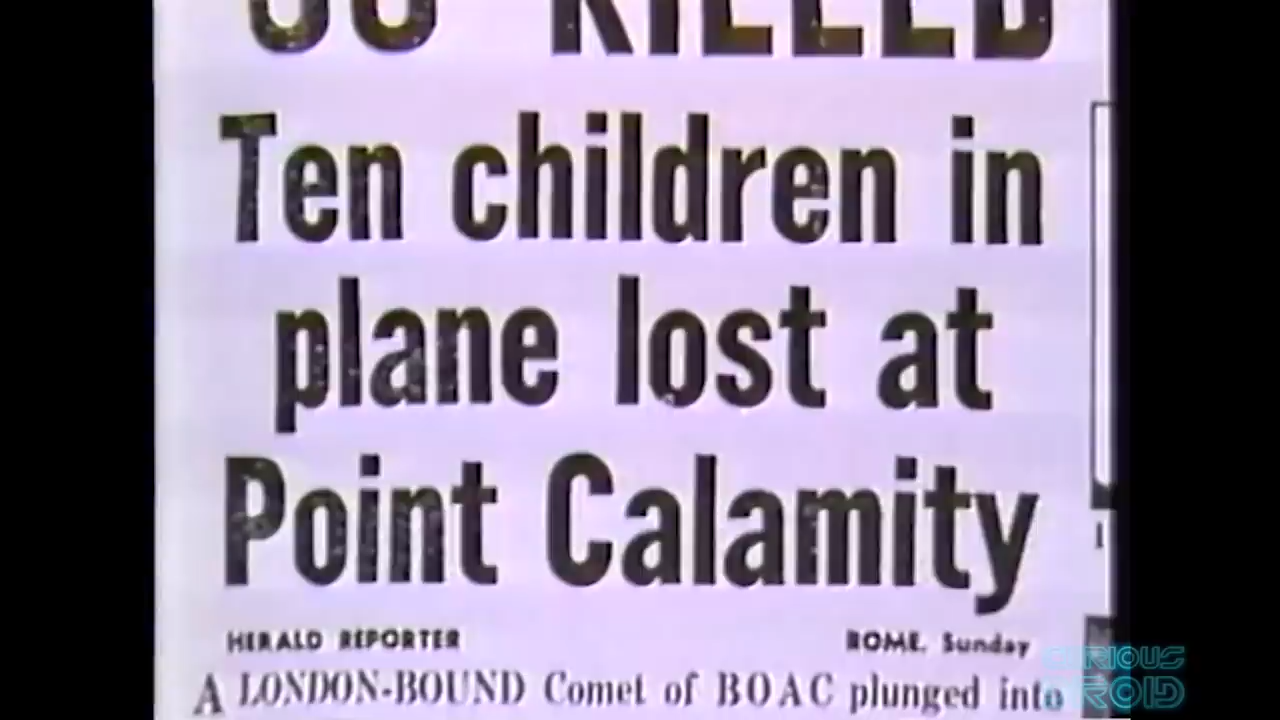 KILLED
Ten children in
plane lost at
Point Calamity
HERALD REPORTER
ROME, Sunday
A LONDON-BOUND Comet of BOAC plunged into
CURIOUS
DROID